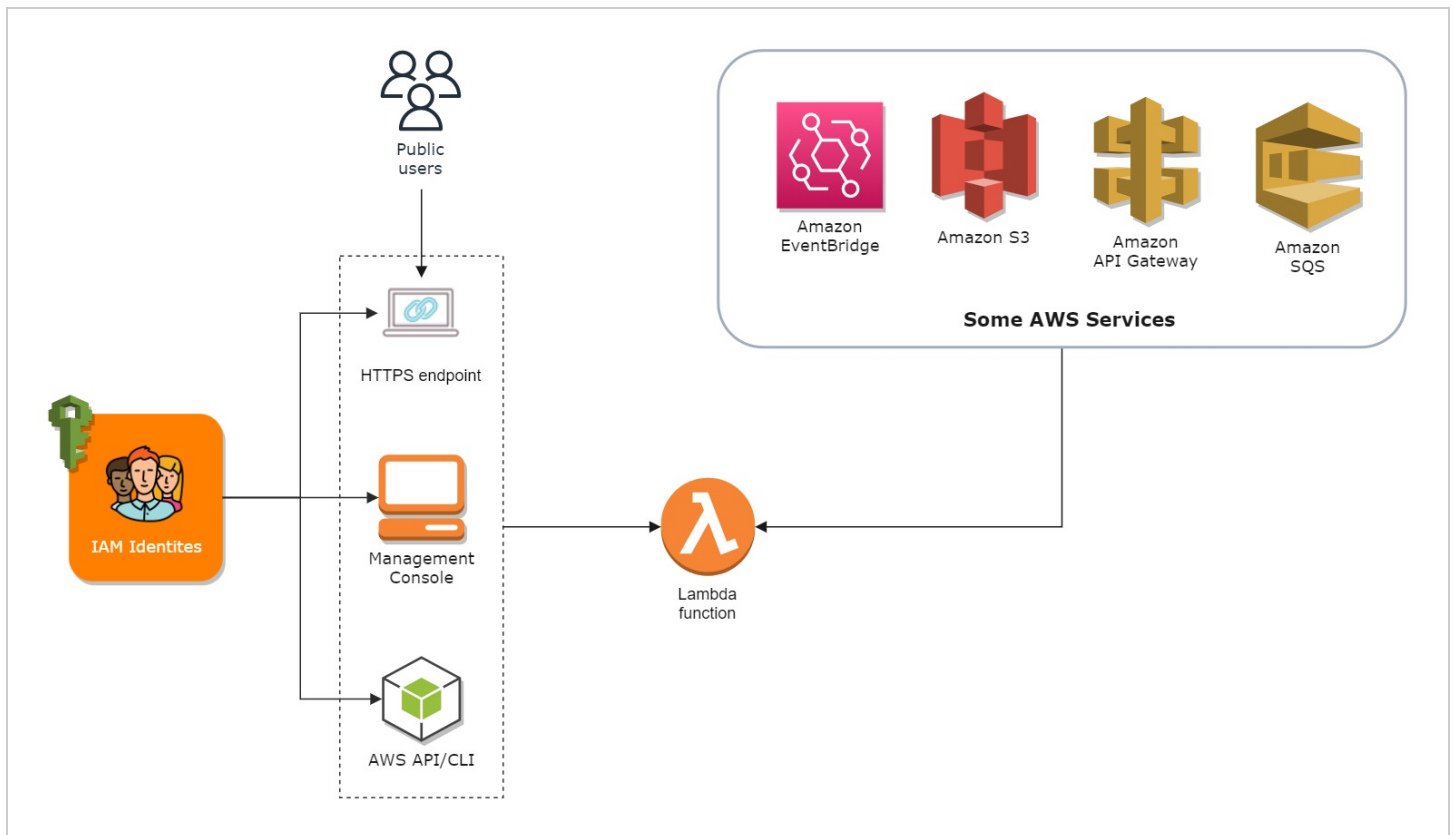 Public
users
Amazon
EventBridge
Amazon S3
Amazon
API Gateway
Amazon
SQS
Some AWS Services
HTTPS endpoint
IAM Identites
Management
Console
Lambda
function
AWS API/CLI